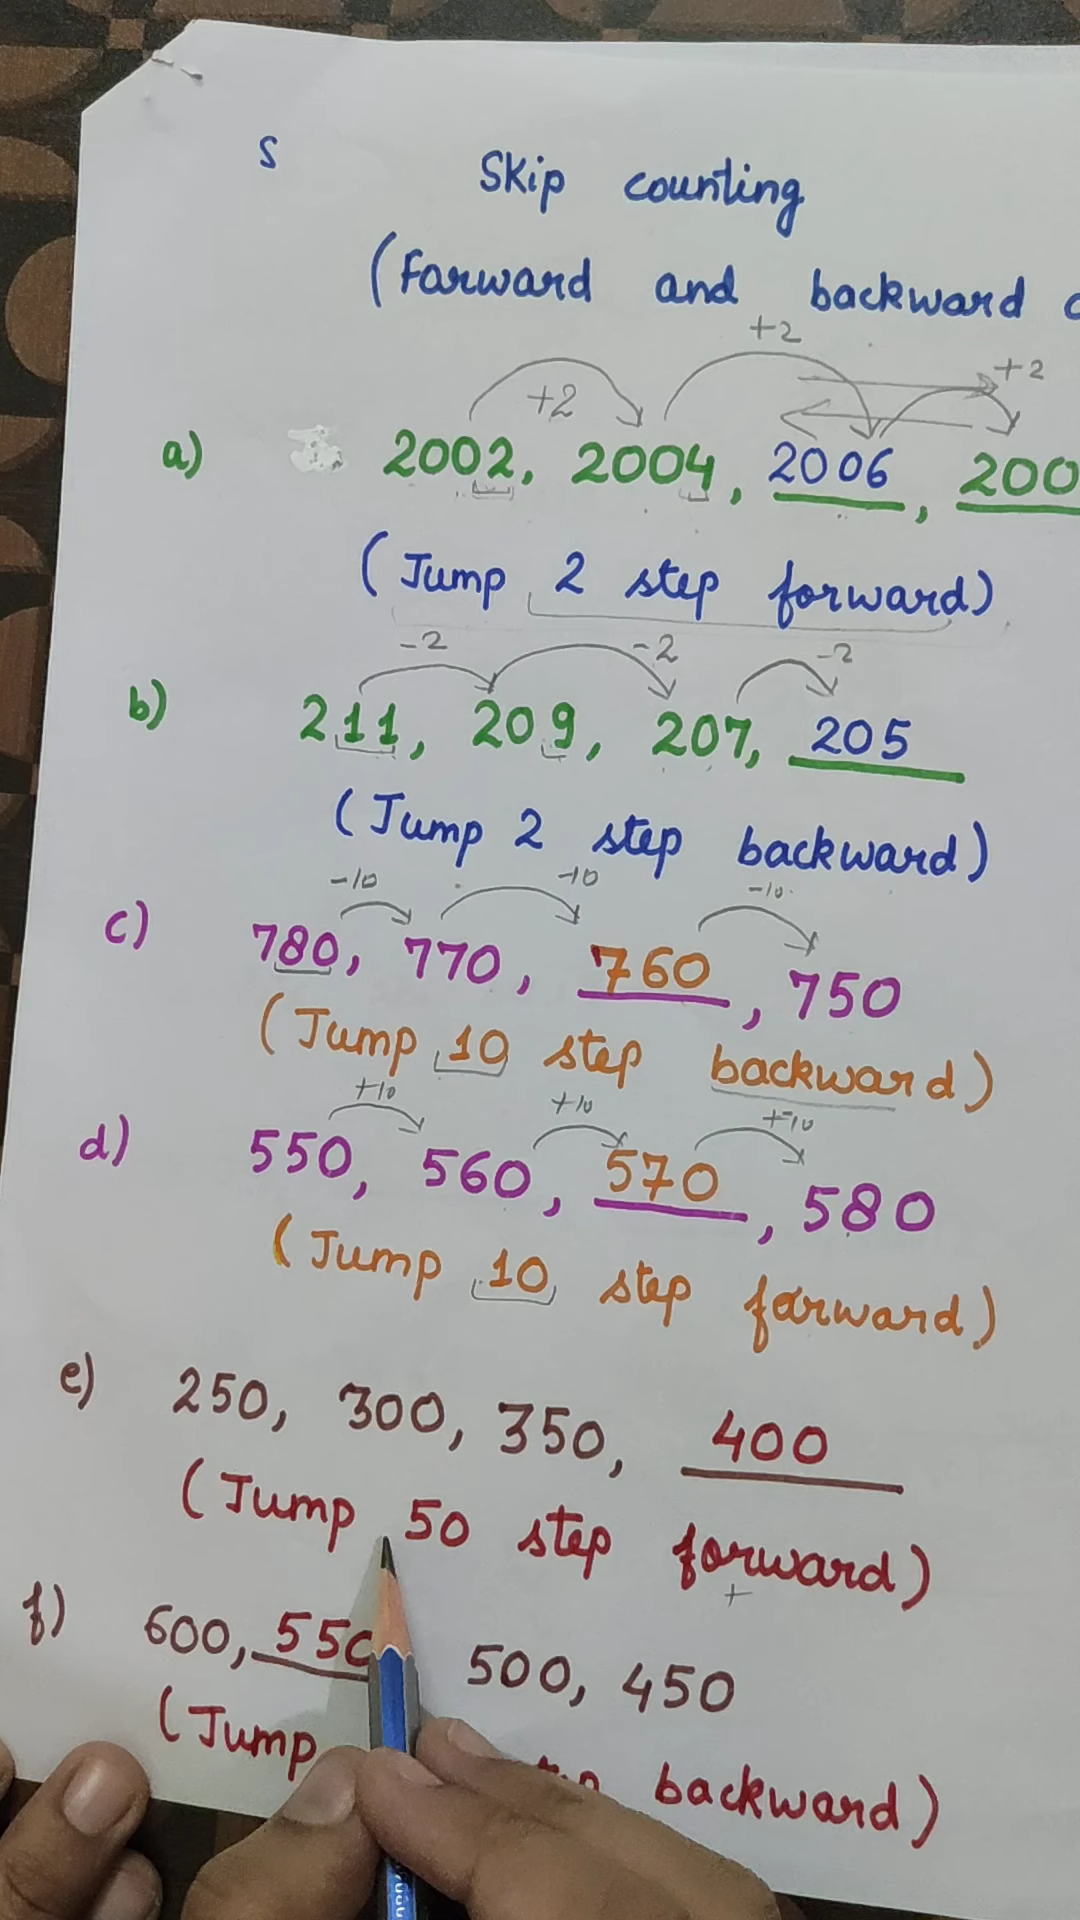 S
Skip counting
(Farward and backward
+2 +2 +2
a) 2002, 2004, 2006, 200
(Jump 2 step forward)
-2 -2 -2
b) 211, 209, 207, 205
(Jump 2 step backward)
-10 -10 -10
c) 780, 770, 760, 750
(Jump 10 step backward)
+10 +10 +10
d) 550, 560, 570, 580
(Jump 10 step forward)
e) 250, 300, 350, 400
(Jump 50 step forward)
+
f) 600, 550 500, 450
(Jump backward)